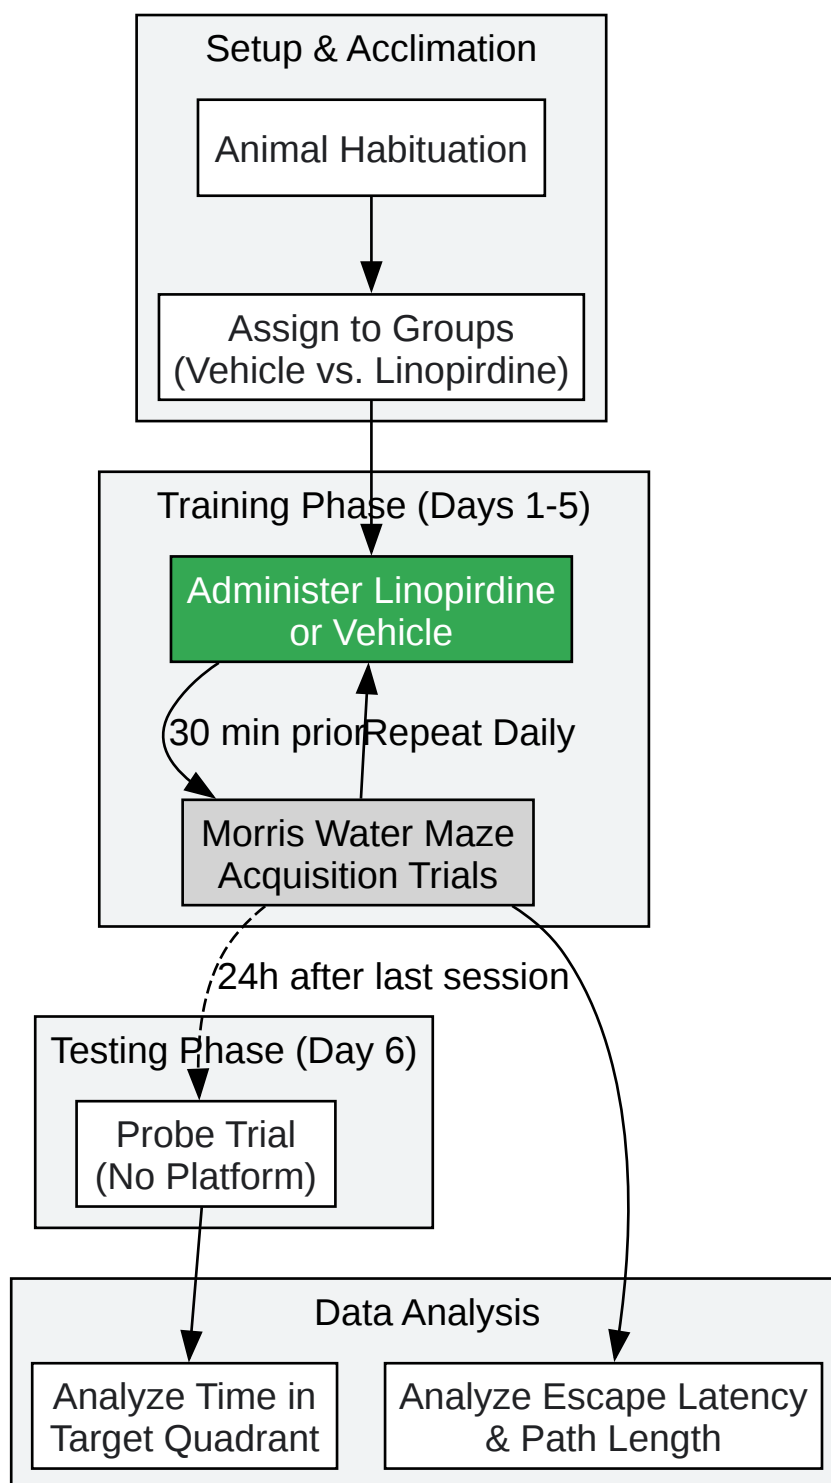 Setup & Acclimation
Animal Habituation
Assign to Groups
(Vehicle vs. Linopirdine)
Training Phase (Days 1-5)
Administer Linopirdine
or Vehicle
30 min prior
Repeat Daily
Morris Water Maze
Acquisition Trials
24h after last session
Testing Phase (Day 6)
Probe Trial
(No Platform)
Data Analysis
Analyze Time in
Target Quadrant
Analyze Escape Latency
& Path Length